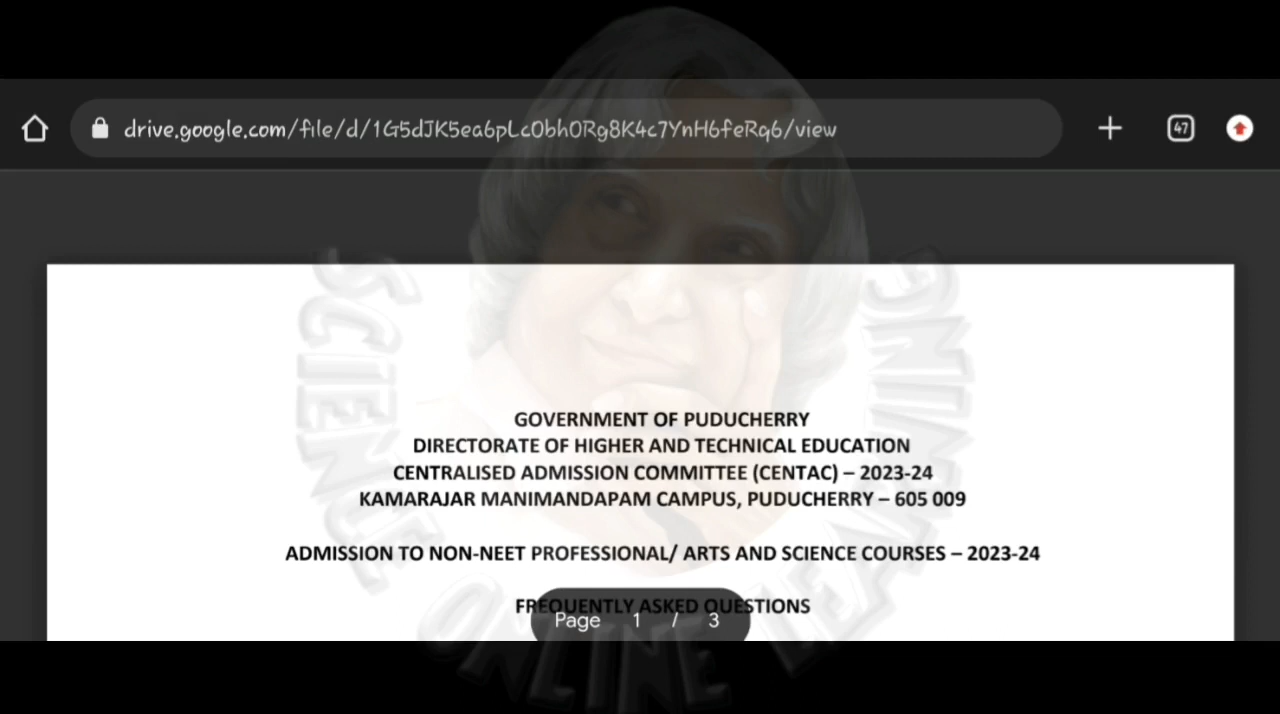 drive.google.com/file/d/1G5dJK5ea6pLcObhORg8K4c7YnH6feRq6/view
47
GOVERNMENT OF PUDUCHERRY
DIRECTORATE OF HIGHER AND TECHNICAL EDUCATION
CENTRALISED ADMISSION COMMITTEE (CENTAC) – 2023-24
KAMARAJAR MANIMANDAPAM CAMPUS, PUDUCHERRY – 605 009
ADMISSION TO NON-NEET PROFESSIONAL/ ARTS AND SCIENCE COURSES – 2023-24
FREQUENTLY ASKED QUESTIONS
Page 1 / 3
SCIENCE ONLINE LEARNING